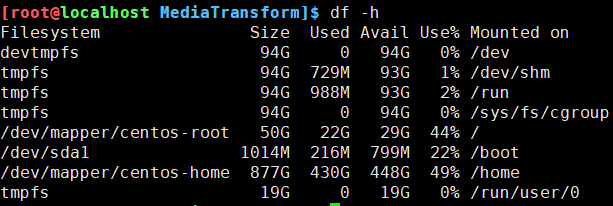 [root@localhost MediaTransform]$ df -h
Filesystem Size Used Avail Use% Mounted on
devtmpfs 94G 0 94G 0% /dev
tmpfs 94G 729M 93G 1% /dev/shm
tmpfs 94G 988M 93G 2% /run
tmpfs 94G 0 94G 0% /sys/fs/cgroup
/dev/mapper/centos-root 50G 22G 29G 44% /
/dev/sda1 1014M 216M 799M 22% /boot
/dev/mapper/centos-home 877G 430G 448G 49% /home
tmpfs 19G 0 19G 0% /run/user/0